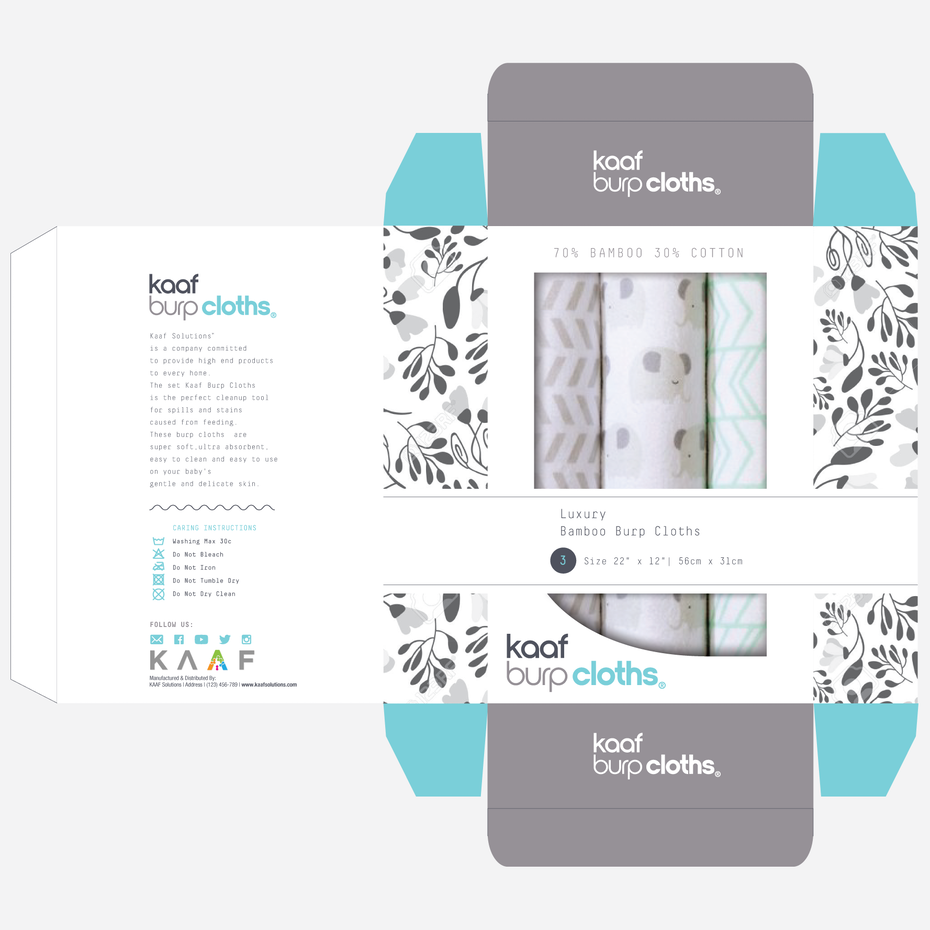 kaaf
burp cloths®
70% BAMBOO 30% COTTON
kaaf
burp cloths®
Kaaf Solutions"
is a company committed
to provide high end products
to every hone.
The set Kaaf Burp Cloths
is the perfect cleanup tool
for spills and stains
caused from feeding.
These burp cloths are
super soft,ultra absorbent,
easy to clean and easy to use
on your baby's
gentle and delicate skin.
CARING INSTRUCTIONS
Washing Max 30c
Do Not Bleach
Do Not Iron
Do Not Tumble Dry
Do Not Dry Clean
FOLLOW US:
KAAF
Manufactured & Distributed By:
KAAF Solutions | Address | (123) 456-789 | www.kaafsolutions.com
Luxury
Bamboo Burp Cloths
3 Size 22" x 12"| 56cm x 31cm
kaaf
burp cloths®
kaaf
burp cloths®